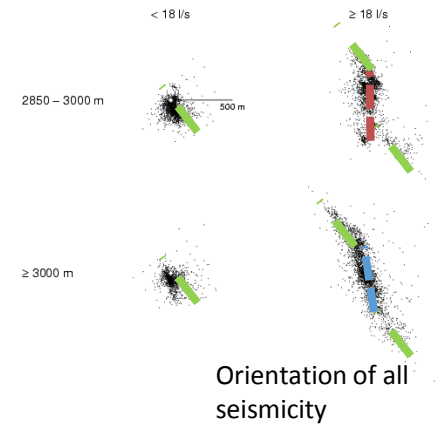 < 18 l/s
≥ 18 l/s
2850 – 3000 m
500 m
≥ 3000 m
Orientation of all
seismicity